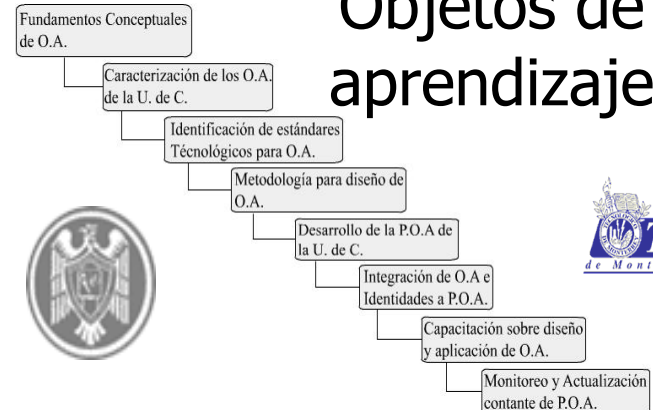 Objetos de
aprendizaje
Fundamentos Conceptuales
de O.A.
Caracterización de los O.A.
de la U. de C.
Identificación de estándares
Técnológicos para O.A.
Metodología para diseño de
O.A.
Desarrollo de la P.O.A de
la U. de C.
Integración de O.A e
Identidades a P.O.A.
Capacitación sobre diseño
y aplicación de O.A.
Monitoreo y Actualización
contante de P.O.A.
de Mont